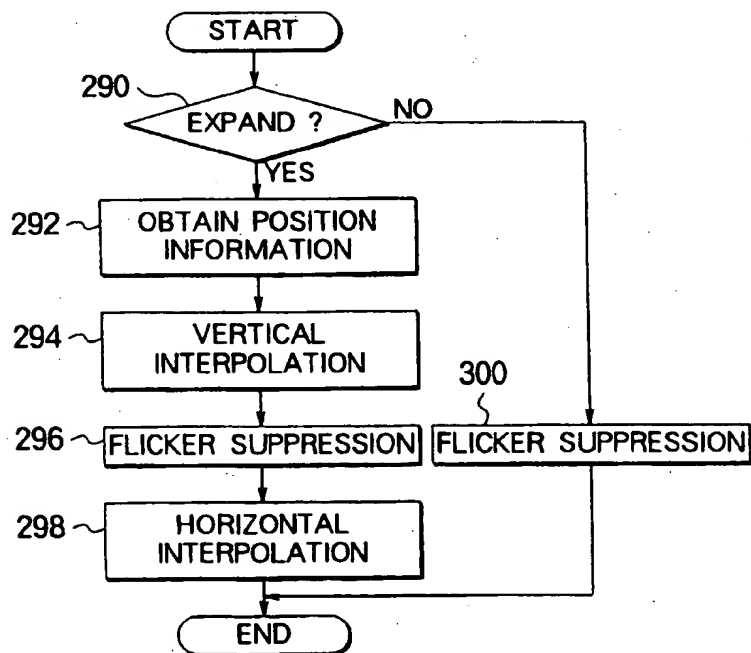 START
290
EXPAND ?
NO
YES
292
OBTAIN POSITION
INFORMATION
294
VERTICAL
INTERPOLATION
300
296
FLICKER SUPPRESSION
FLICKER SUPPRESSION
298
HORIZONTAL
INTERPOLATION
END